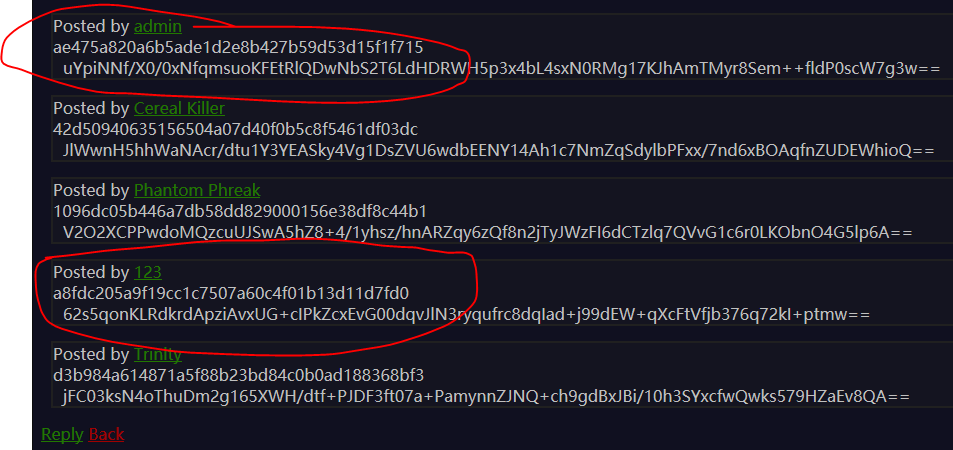 Posted by admin
ae475a820a6b5ade1d2e8b427b59d53d15f1f715
uYpiNNf/X0/0xNfqmsuoKFEtRlQDwNbS2T6LdHDRWH5p3x4bL4sxN0RMg17KJhAmTMyr8Sem++fldP0scW7g3w==
Posted by Cereal Killer
42d50940635156504a07d40f0b5c8f5461df03dc
JlWwnH5hhWaNAcr/dtu1Y3YEASky4Vg1DsZVU6wdbEENY14Ah1c7NmZqSdylbPFxx/7nd6xBOAqfnZUDEWhioQ==
Posted by Phantom Phreak
1096dc05b446a7db58dd829000156e38df8c44b1
V2O2XCPPwdoMQzcuUJSwA5hZ8+4/1yhsz/hnARZqy6zQf8n2jTyJWzFI6dCTzlq7QVvG1c6r0LKObnO4G5lp6A==
Posted by 123
a8fdc205a9f19cc1c7507a60c4f01b13d11d7fd0
62s5qonKLRdkrdApziAvxUG+cIPkZcxEvG00dqvJlN3ryqufrc8dqIad+j99dEW+qXcFtVfjb376q72kI+ptmw==
Posted by Trinity
d3b984a614871a5f88b23bd84c0b0ad188368bf3
jFC03ksN4oThuDm2g165XWH/dtf+PJDF3ft07a+PamynnZJNQ+ch9gdBxJBi/10h3SYxcfwQwks579HZaEv8QA==
Reply Back